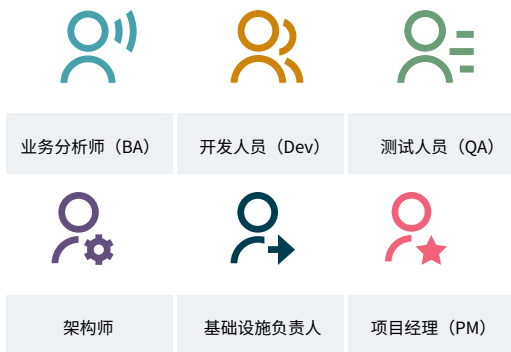 业务分析师（BA）
开发人员（Dev）
测试人员（QA）
架构师
基础设施负责人
项目经理（PM）